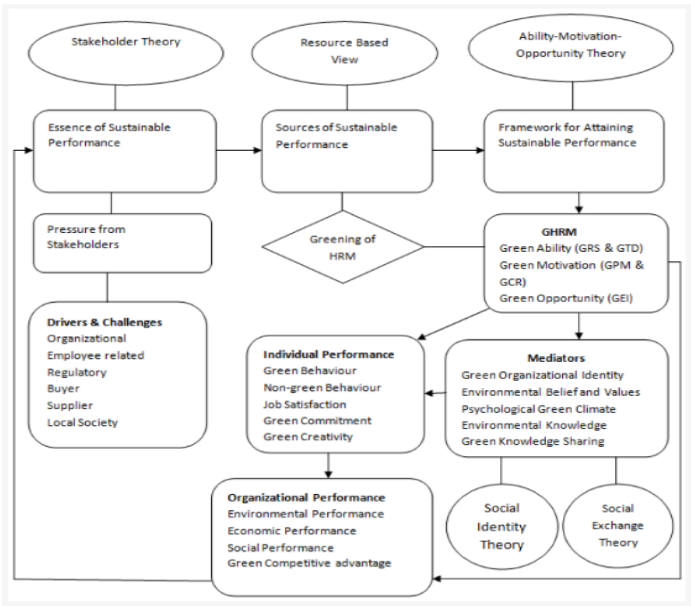 Stakeholder Theory
Resource Based
View
Ability-Motivation-
Opportunity Theory
Essence of Sustainable
Performance
Sources of Sustainable
Performance
Framework for Attaining
Sustainable Performance
Pressure from
Stakeholders
Greening of
HRM
GHRM
Green Ability (GRS & GTD)
Green Motivation (GPM &
GCR)
Green Opportunity (GEI)
Drivers & Challenges
Organizational
Employee related
Regulatory
Buyer
Supplier
Local Society
Individual Performance
Green Behaviour
Non-green Behaviour
Job Satisfaction
Green Commitment
Green Creativity
Mediators
Green Organizational Identity
Environmental Belief and Values
Psychological Green Climate
Environmental Knowledge
Green Knowledge Sharing
Organizational Performance
Environmental Performance
Economic Performance
Social Performance
Green Competitive advantage
Social
Identity
Theory
Social
Exchange
Theory